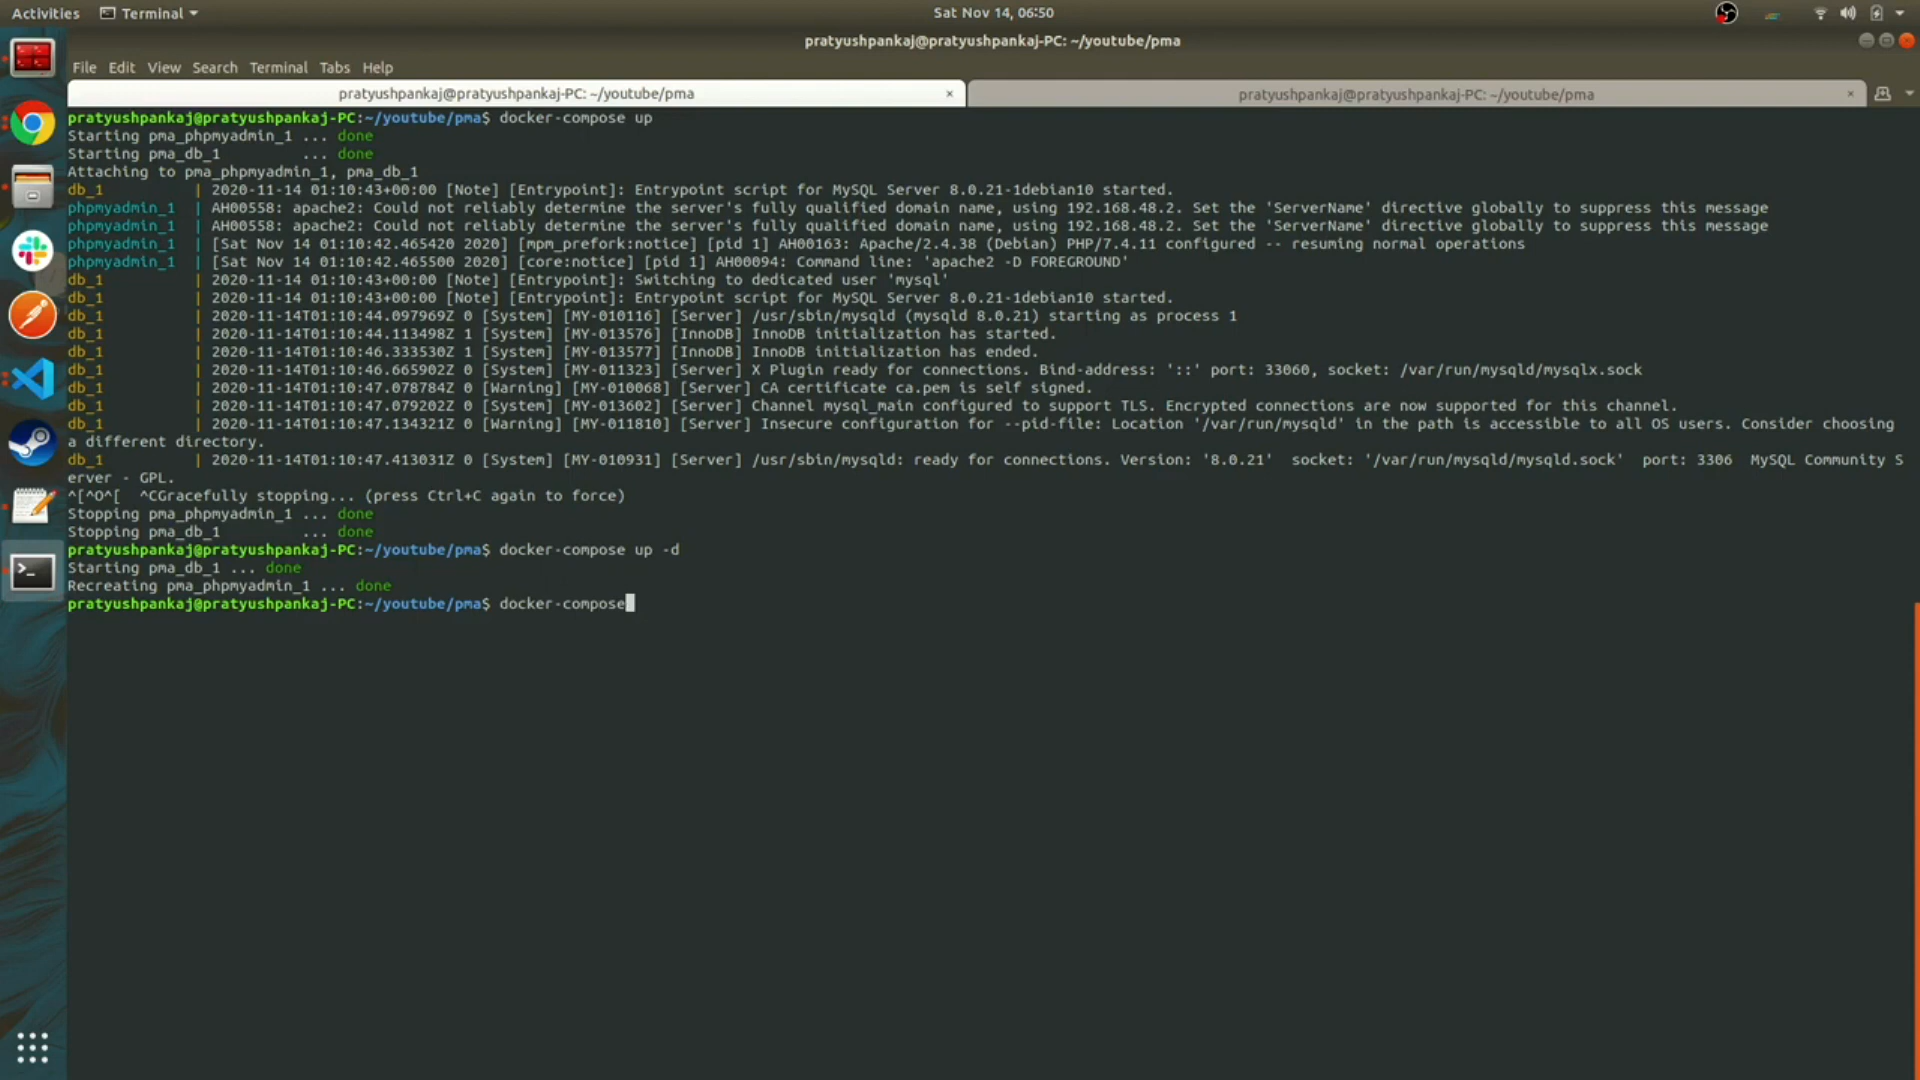 Activities Terminal Sat Nov 14, 06:50
pratyushpankaj@pratyushpankaj-PC: ~/youtube/pma
File Edit View Search Terminal Tabs Help
pratyushpankaj@pratyushpankaj-PC: ~/youtube/pma × pratyushpankaj@pratyushpankaj-PC: ~/youtube/pma ×
pratyushpankaj@pratyushpankaj-PC:~/youtube/pma$ docker-compose up
Starting pma_phpmyadmin_1 ... done
Starting pma_db_1         ... done
Attaching to pma_phpmyadmin_1, pma_db_1
db_1          | 2020-11-14 01:10:43+00:00 [Note] [Entrypoint]: Entrypoint script for MySQL Server 8.0.21-1debian10 started.
phpmyadmin_1  | AH00558: apache2: Could not reliably determine the server's fully qualified domain name, using 192.168.48.2. Set the 'ServerName' directive globally to suppress this message
phpmyadmin_1  | AH00558: apache2: Could not reliably determine the server's fully qualified domain name, using 192.168.48.2. Set the 'ServerName' directive globally to suppress this message
phpmyadmin_1  | [Sat Nov 14 01:10:42.465420 2020] [mpm_prefork:notice] [pid 1] AH00163: Apache/2.4.38 (Debian) PHP/7.4.11 configured -- resuming normal operations
phpmyadmin_1  | [Sat Nov 14 01:10:42.465500 2020] [core:notice] [pid 1] AH00094: Command line: 'apache2 -D FOREGROUND'
db_1          | 2020-11-14 01:10:43+00:00 [Note] [Entrypoint]: Switching to dedicated user 'mysql'
db_1          | 2020-11-14 01:10:43+00:00 [Note] [Entrypoint]: Entrypoint script for MySQL Server 8.0.21-1debian10 started.
db_1          | 2020-11-14T01:10:44.097969Z 0 [System] [MY-010116] [Server] /usr/sbin/mysqld (mysqld 8.0.21) starting as process 1
db_1          | 2020-11-14T01:10:44.113498Z 1 [System] [MY-013576] [InnoDB] InnoDB initialization has started.
db_1          | 2020-11-14T01:10:46.333530Z 1 [System] [MY-013577] [InnoDB] InnoDB initialization has ended.
db_1          | 2020-11-14T01:10:46.665902Z 0 [System] [MY-011323] [Server] X Plugin ready for connections. Bind-address: '::' port: 33060, socket: /var/run/mysqld/mysqlx.sock
db_1          | 2020-11-14T01:10:47.078784Z 0 [Warning] [MY-010068] [Server] CA certificate ca.pem is self signed.
db_1          | 2020-11-14T01:10:47.079202Z 0 [System] [MY-013602] [Server] Channel mysql_main configured to support TLS. Encrypted connections are now supported for this channel.
db_1          | 2020-11-14T01:10:47.134321Z 0 [Warning] [MY-011810] [Server] Insecure configuration for --pid-file: Location '/var/run/mysqld' in the path is accessible to all OS users. Consider choosing
a different directory.
db_1          | 2020-11-14T01:10:47.413031Z 0 [System] [MY-010931] [Server] /usr/sbin/mysqld: ready for connections. Version: '8.0.21'  socket: '/var/run/mysqld/mysqld.sock'  port: 3306  MySQL Community S
erver - GPL.
^[^O^[  ^CGracefully stopping... (press Ctrl+C again to force)
Stopping pma_phpmyadmin_1 ... done
Stopping pma_db_1         ... done
pratyushpankaj@pratyushpankaj-PC:~/youtube/pma$ docker-compose up -d
Starting pma_db_1 ... done
Recreating pma_phpmyadmin_1 ... done
pratyushpankaj@pratyushpankaj-PC:~/youtube/pma$ docker-compose